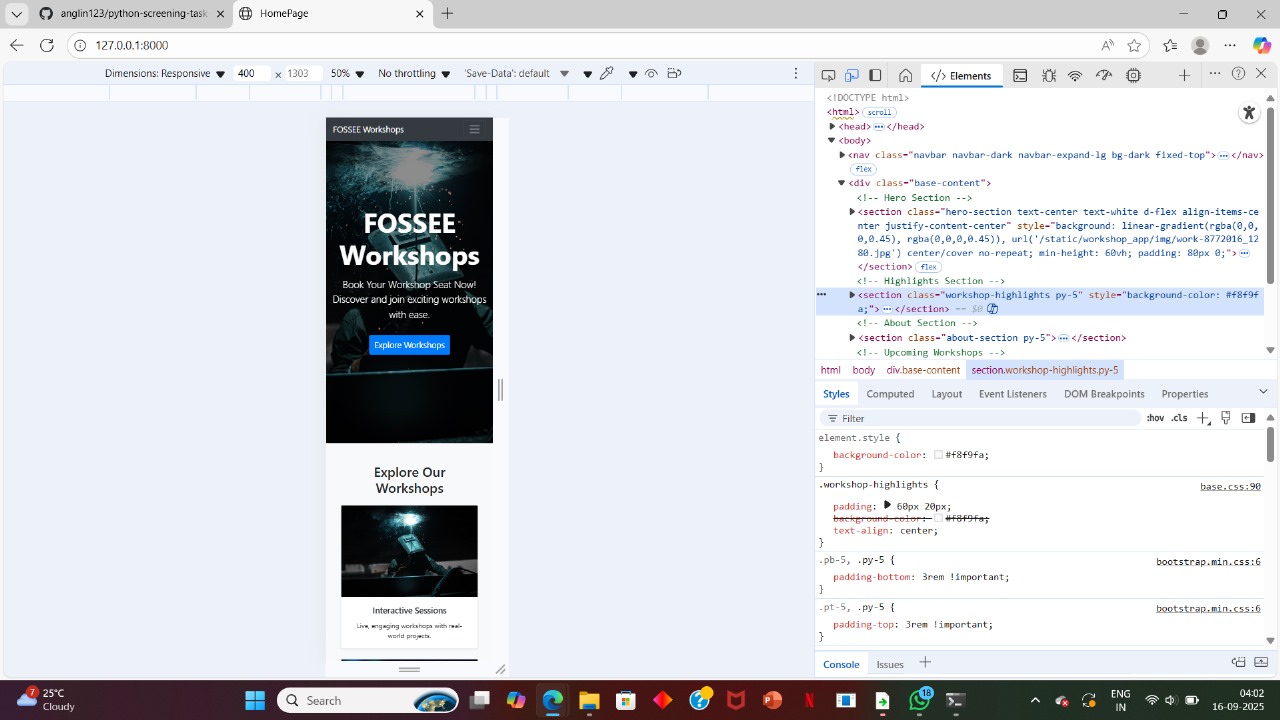 anglin123/python-screening-task
HomePage
127.0.0.1:8000
Dimensions: Responsive 400 × 1303 50% No throttling 'Save-Data': default
FOSSEE Workshops
FOSSEE
Workshops
Book Your Workshop Seat Now!
Discover and join exciting workshops
with ease.
Explore Workshops
Explore Our
Workshops
Interactive Sessions
Live, engaging workshops with real-
world projects.
Elements
<!DOCTYPE html>
<html> scroll
<head> ⋯ </head>
<body>
<nav class="navbar navbar-dark navbar-expand-lg bg-dark fixed-top"> ⋯ </nav>
flex
<div class="base-content">
<!-- Hero Section -->
<section class="hero-section text-center text-white d-flex align-items-ce
nter justify-content-center" style="background: linear-gradient(rgba(0,0,
0,0.45), rgba(0,0,0,0.45)), url('/static/workshop_app/img/work-8772016_12
80.jpg') center/cover no-repeat; min-height: 60vh; padding: 80px 0;"> ⋯
</section> flex
<!-- Highlights Section -->
<section class="workshop-highlights py-5" style="background-color: #f8f9f
a;"> ⋯ </section> == $0
<!-- About Section -->
<section class="about-section py-5"> ⋯ </section>
<!-- Upcoming Workshops -->
html body div.base-content section.workshop-highlights.py-5
Styles Computed Layout Event Listeners DOM Breakpoints Properties
Filter :hov .cls
element.style {
background-color: #f8f9fa;
}
.workshop-highlights { base.css:90
padding: 60px 20px;
background-color: #f8f9fa;
text-align: center;
}
.pb-5, .py-5 { bootstrap.min.css:6
padding-bottom: 3rem !important;
}
.pt-5, .py-5 { bootstrap.min.css:6
padding-top: 3rem !important;
}
Console Issues
7 25°C
Cloudy
Search
18
ENG
IN
04:02
16-09-2025